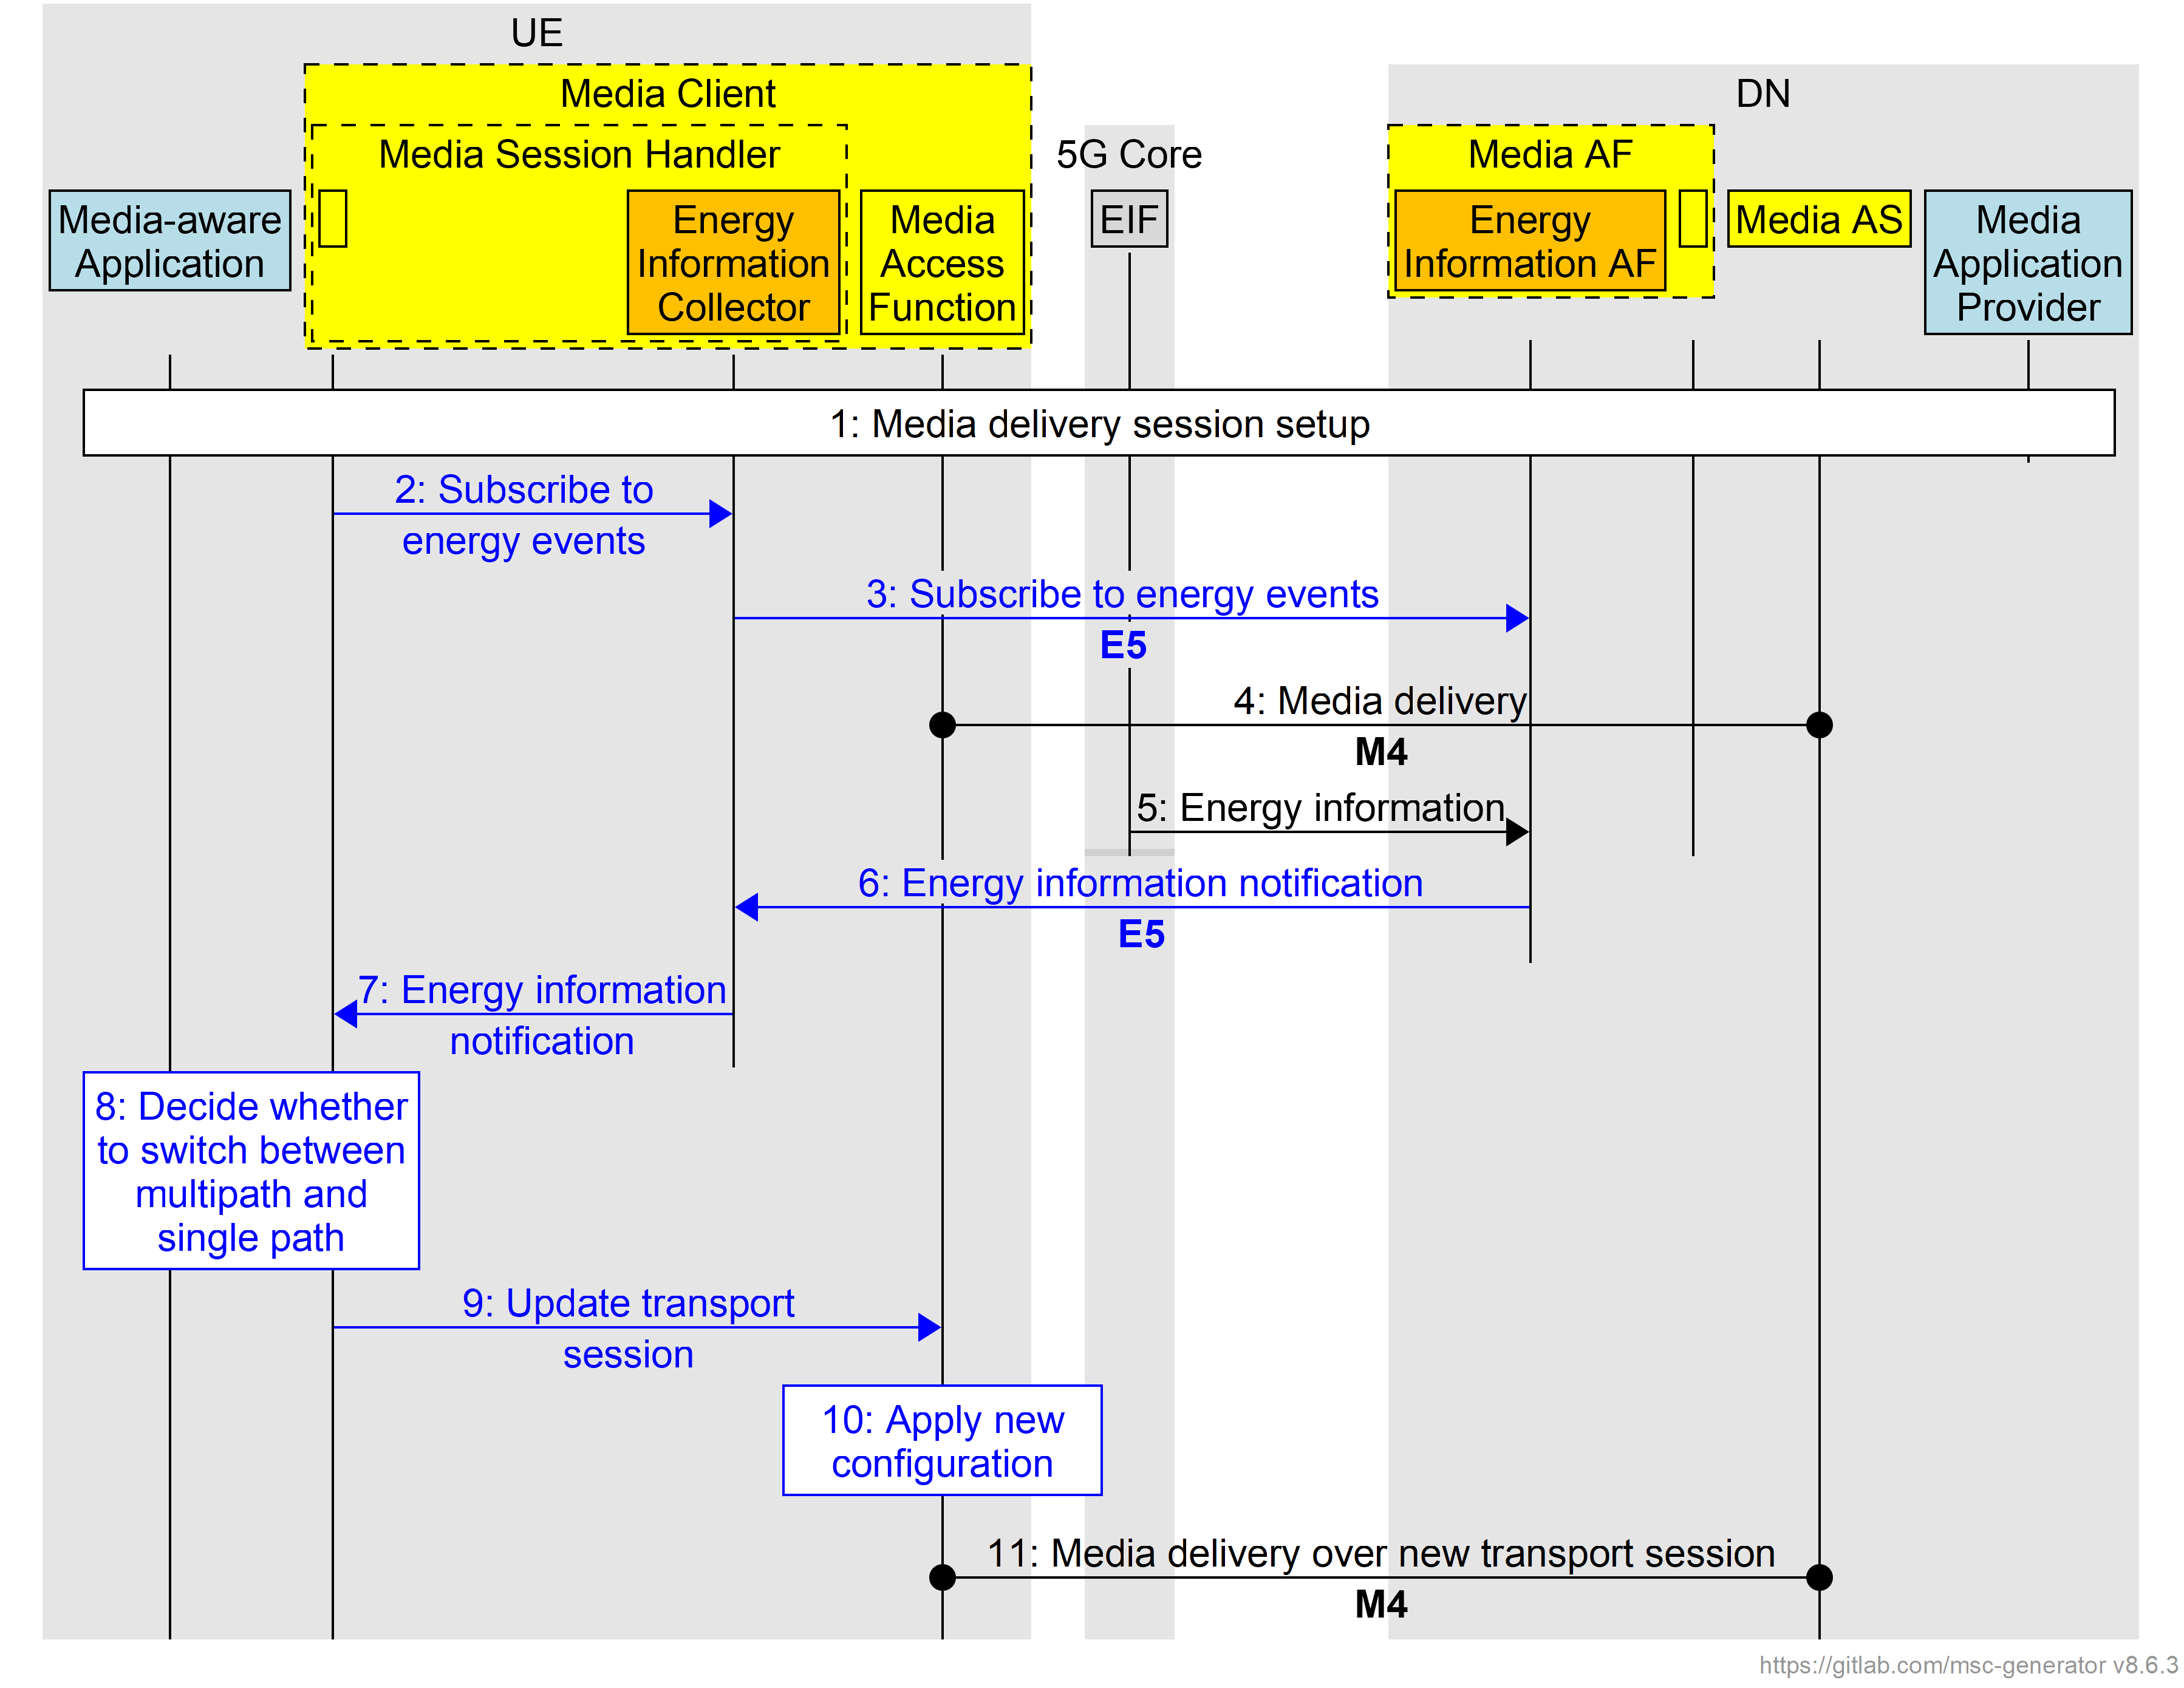 UE
Media Client
DN
Media Session Handler
5G Core
Media AF
Media-aware
Application
Energy
Information
Collector
Media
Access
Function
EIF
Energy
Information AF
Media AS
Media
Application
Provider
1: Media delivery session setup
2: Subscribe to
energy events
3: Subscribe to energy events
E5
4: Media delivery
M4
5: Energy information
6: Energy information notification
E5
7: Energy information
notification
8: Decide whether
to switch between
multipath and
single path
9: Update transport
session
10: Apply new
configuration
11: Media delivery over new transport session
M4
https://gitlab.com/msc-generator v8.6.3